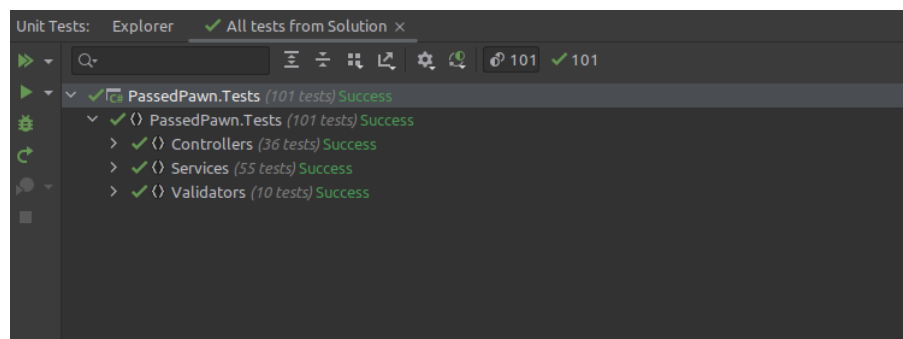 Unit Tests: Explorer All tests from Solution ×
101 101
C# PassedPawn.Tests (101 tests) Success
PassedPawn.Tests (101 tests) Success
Controllers (36 tests) Success
Services (55 tests) Success
Validators (10 tests) Success